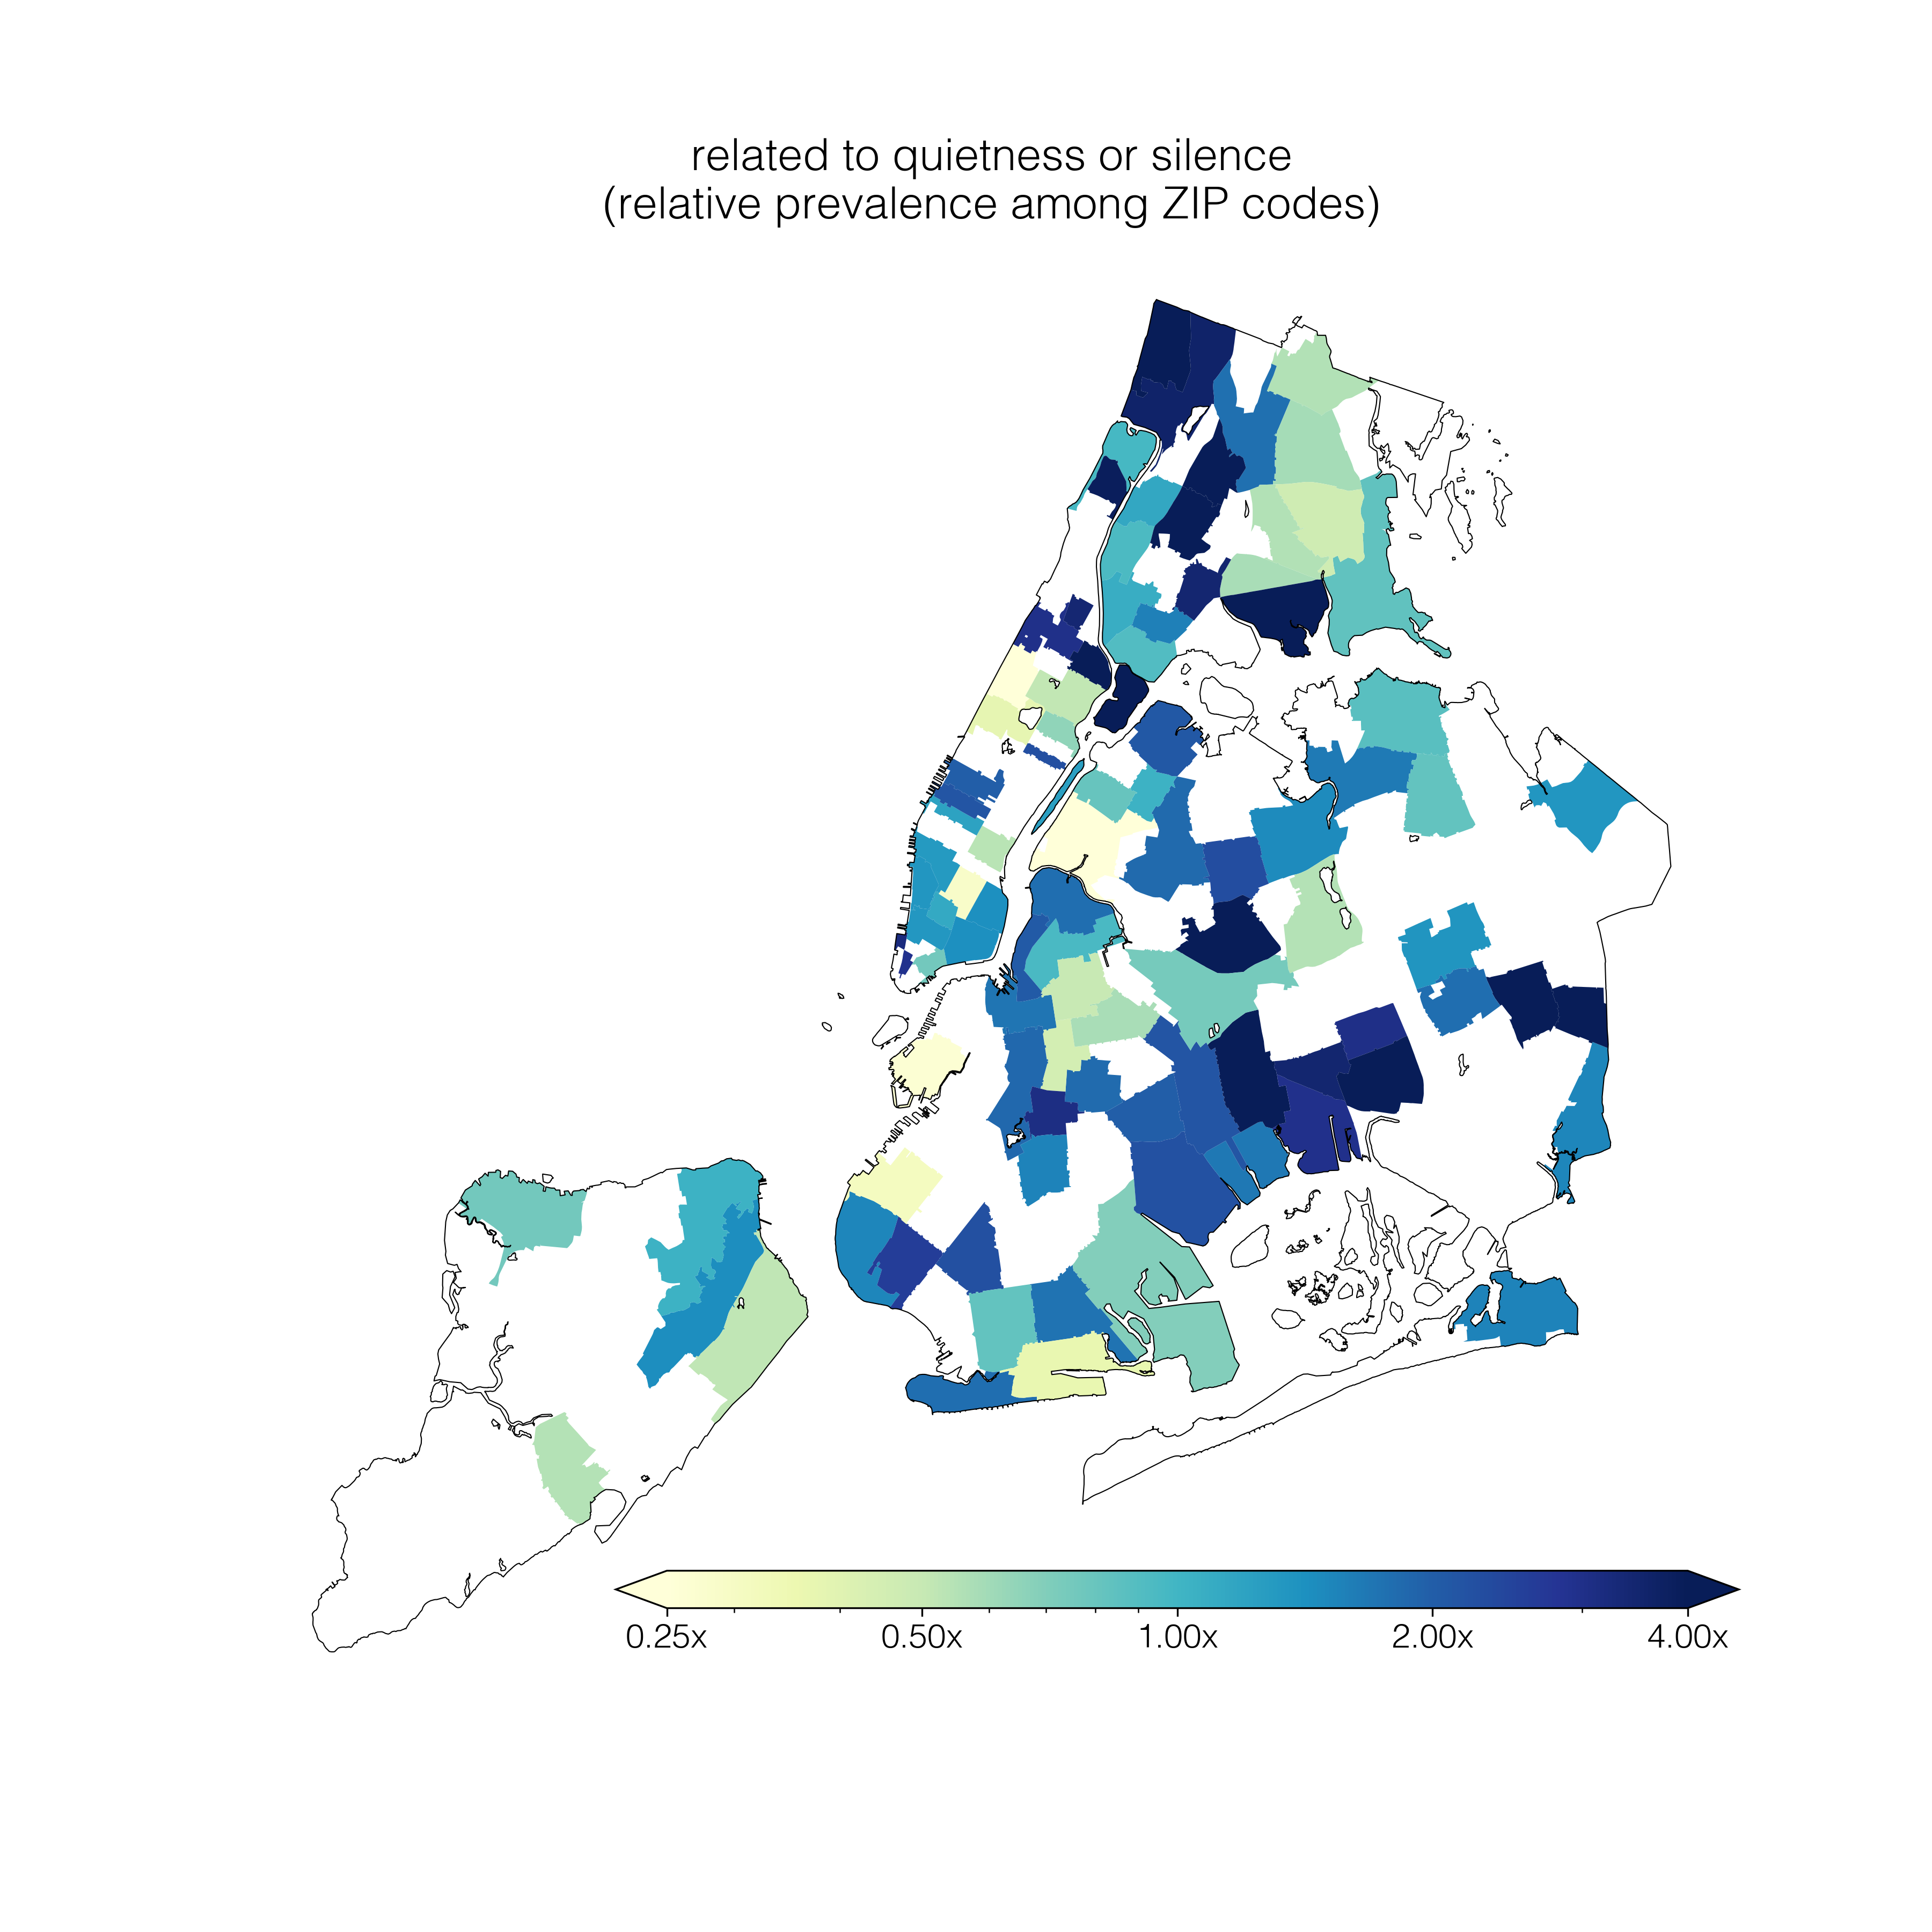 related to quietness or silence
(relative prevalence among ZIP codes)
0.25x 0.50x 1.00x 2.00x 4.00x